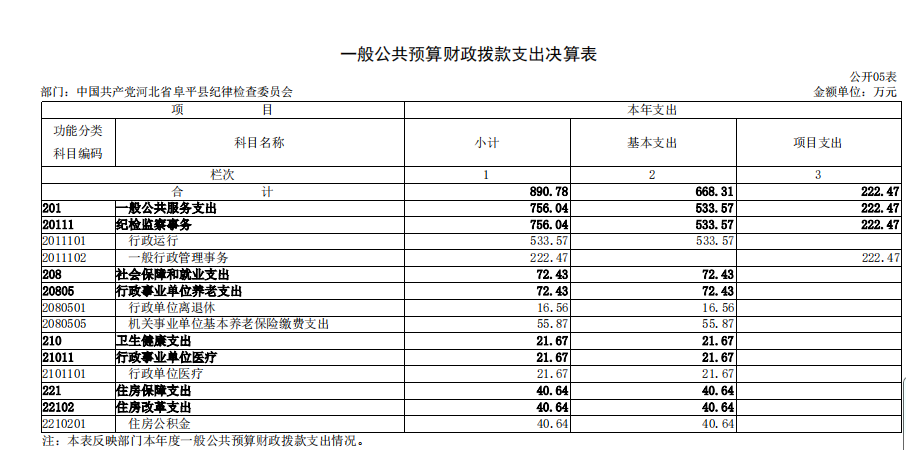 一般公共预算财政拨款支出决算表
公开05表
部门：中国共产党河北省阜平县纪律检查委员会 金额单位：万元
项 目 本年支出
功能分类科目编码 科目名称 小计 基本支出 项目支出
栏次 1 2 3
合 计 890.78 668.31 222.47
201 一般公共服务支出 756.04 533.57 222.47
20111 纪检监察事务 756.04 533.57 222.47
2011101 行政运行 533.57 533.57
2011102 一般行政管理事务 222.47 222.47
208 社会保障和就业支出 72.43 72.43
20805 行政事业单位养老支出 72.43 72.43
2080501 行政单位离退休 16.56 16.56
2080505 机关事业单位基本养老保险缴费支出 55.87 55.87
210 卫生健康支出 21.67 21.67
21011 行政事业单位医疗 21.67 21.67
2101101 行政单位医疗 21.67 21.67
221 住房保障支出 40.64 40.64
22102 住房改革支出 40.64 40.64
2210201 住房公积金 40.64 40.64
注：本表反映部门本年度一般公共预算财政拨款支出情况。